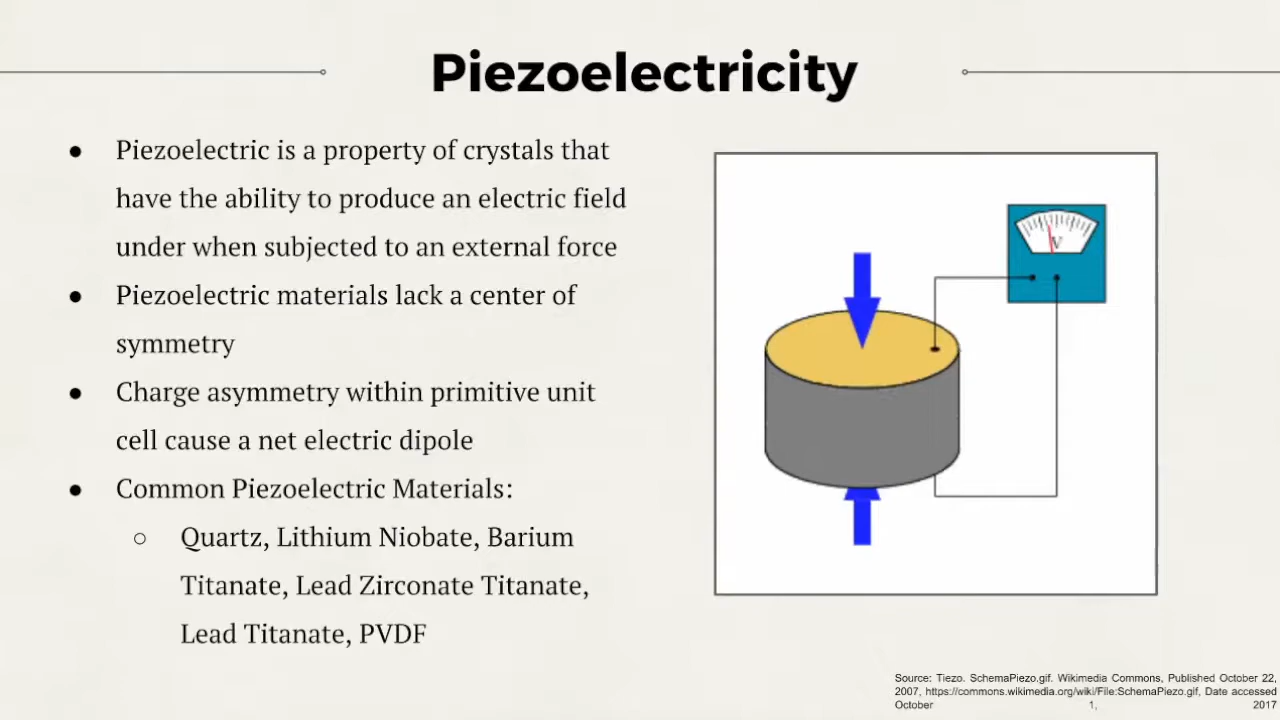 Piezoelectricity
● Piezoelectric is a property of crystals that
have the ability to produce an electric field
under when subjected to an external force
● Piezoelectric materials lack a center of
symmetry
● Charge asymmetry within primitive unit
cell cause a net electric dipole
● Common Piezoelectric Materials:
○ Quartz, Lithium Niobate, Barium
Titanate, Lead Zirconate Titanate,
Lead Titanate, PVDF
V
Source: Tiezo. SchemaPiezo.gif. Wikimedia Commons, Published October 22,
2007, https://commons.wikimedia.org/wiki/File:SchemaPiezo.gif, Date accessed
October 1, 2017